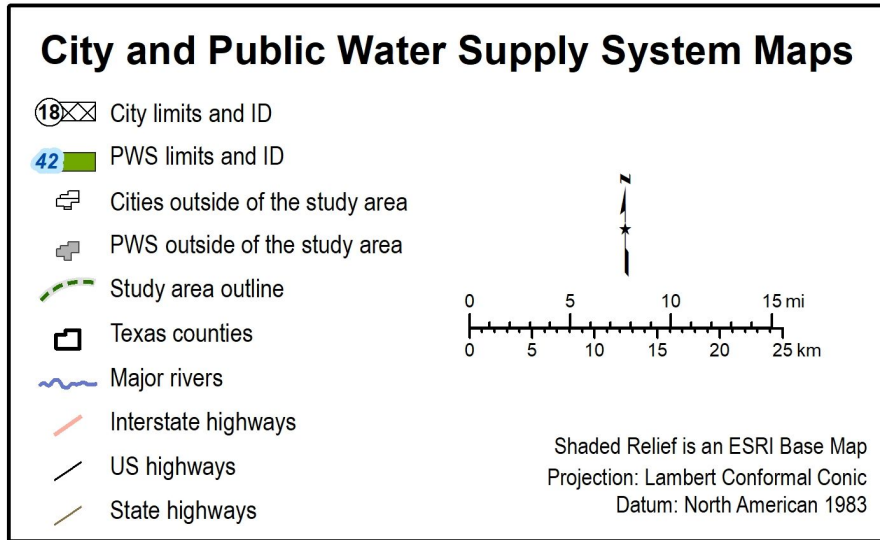 City and Public Water Supply System Maps
18 City limits and ID
42 PWS limits and ID
Cities outside of the study area
PWS outside of the study area
Study area outline
Texas counties
Major rivers
Interstate highways
US highways
State highways
N
0 5 10 15 mi
0 5 10 15 20 25 km
Shaded Relief is an ESRI Base Map
Projection: Lambert Conformal Conic
Datum: North American 1983